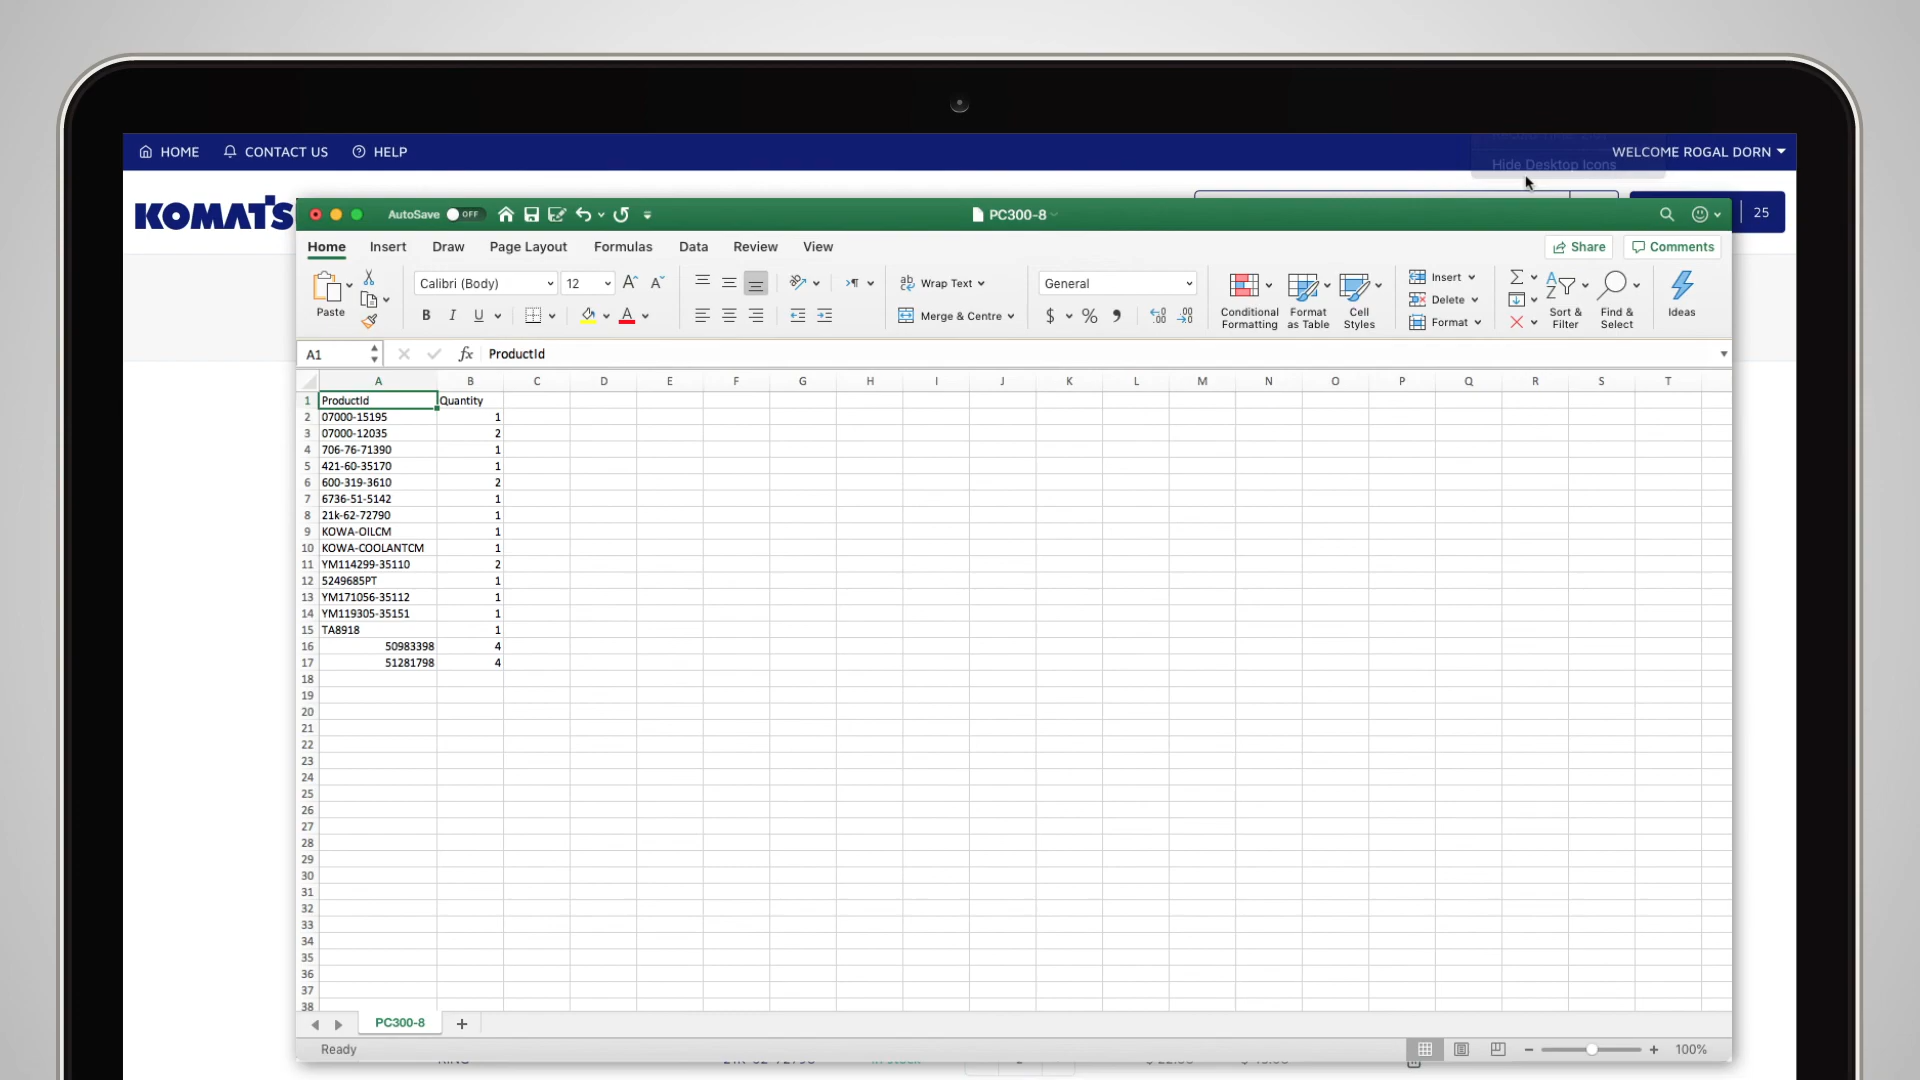 HOME CONTACT US HELP
WELCOME ROGAL DORN
Hide Desktop Icons
KOMATS
25
AutoSave OFF
PC300-8
Home Insert Draw Page Layout Formulas Data Review View
Share Comments
Paste
Calibri (Body) 12
B I U
Wrap Text
Merge & Centre
General
$ %
Conditional Formatting
Format as Table
Cell Styles
Insert
Delete
Format
Sort & Filter
Find & Select
Ideas
A1 fx ProductId
A B C D E F G H I J K L M N O P Q R S T
1 ProductId Quantity
2 07000-15195 1
3 07000-12035 2
4 706-76-71390 1
5 421-60-35170 1
6 600-319-3610 2
7 6736-51-5142 1
8 21k-62-72790 1
9 KOWA-OILCM 1
10 KOWA-COOLANTCM 1
11 YM114299-35110 2
12 5249685PT 1
13 YM171056-35112 1
14 YM119305-35151 1
15 TA8918 1
16 50983398 4
17 51281798 4
18
19
20
21
22
23
24
25
26
27
28
29
30
31
32
33
34
35
36
37
38
PC300-8
Ready
100%